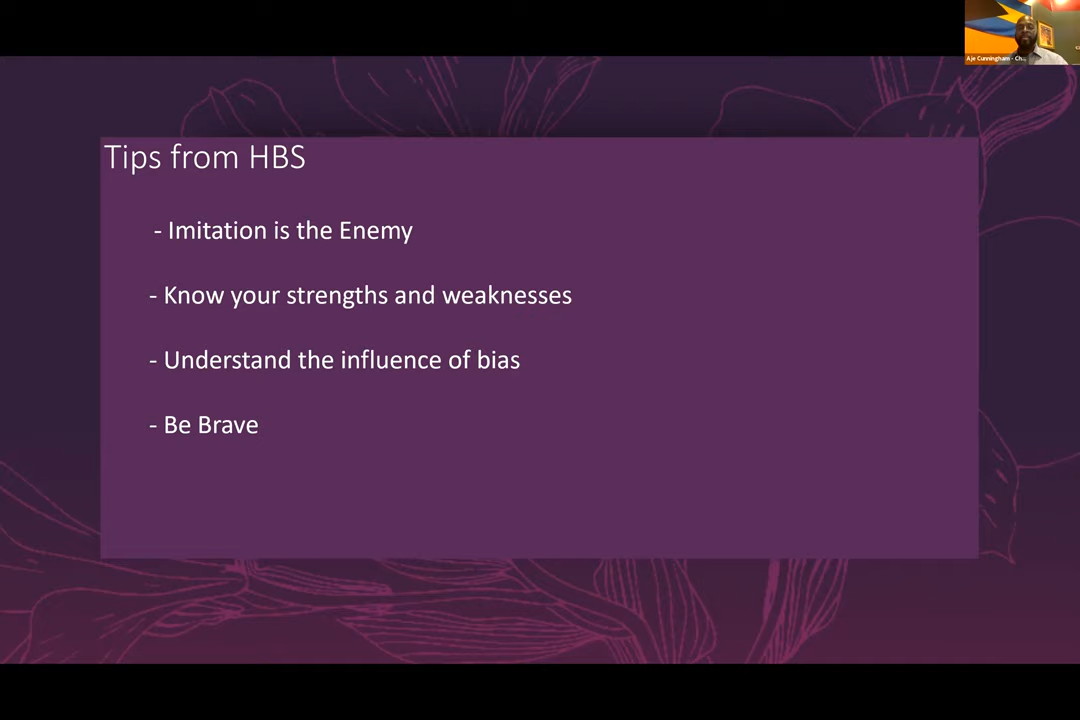 Aje Cunningham - Ch...
Tips from HBS
- Imitation is the Enemy
- Know your strengths and weaknesses
- Understand the influence of bias
- Be Brave